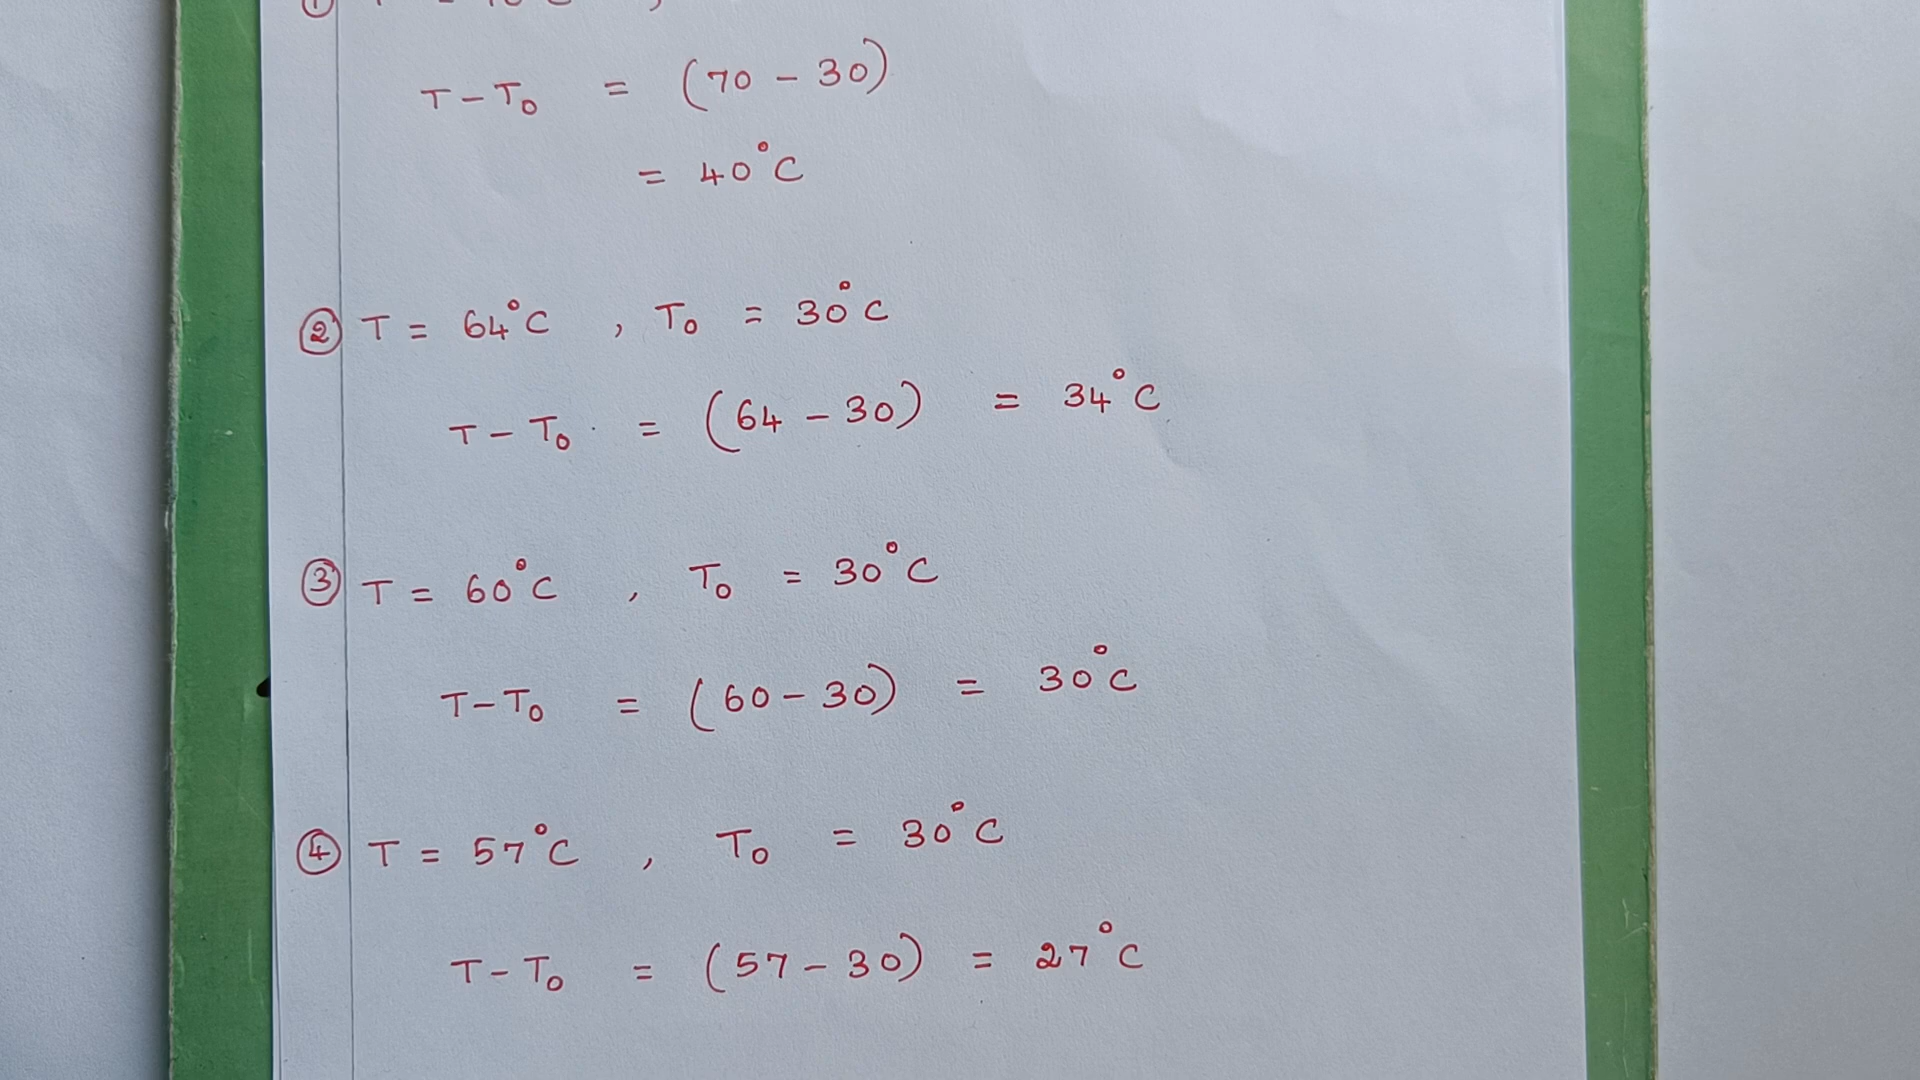 T - T₀ = (70 - 30)
= 40°C
② T = 64°C , T₀ = 30°C
T - T₀ = (64 - 30) = 34°C
③ T = 60°C , T₀ = 30°C
T - T₀ = (60 - 30) = 30°C
④ T = 57°C , T₀ = 30°C
T - T₀ = (57 - 30) = 27°C